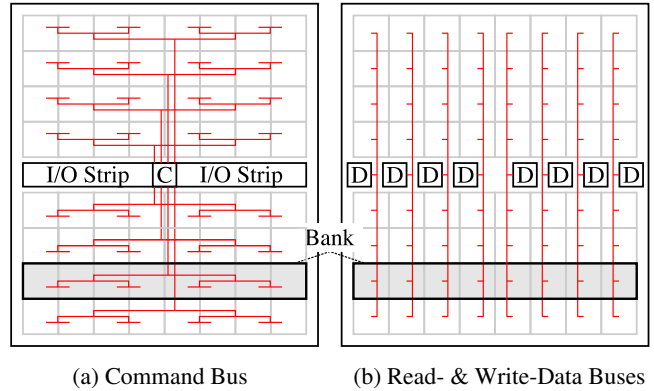 I/O Strip C I/O Strip D D D D D D D D
Bank
(a) Command Bus (b) Read- & Write-Data Buses